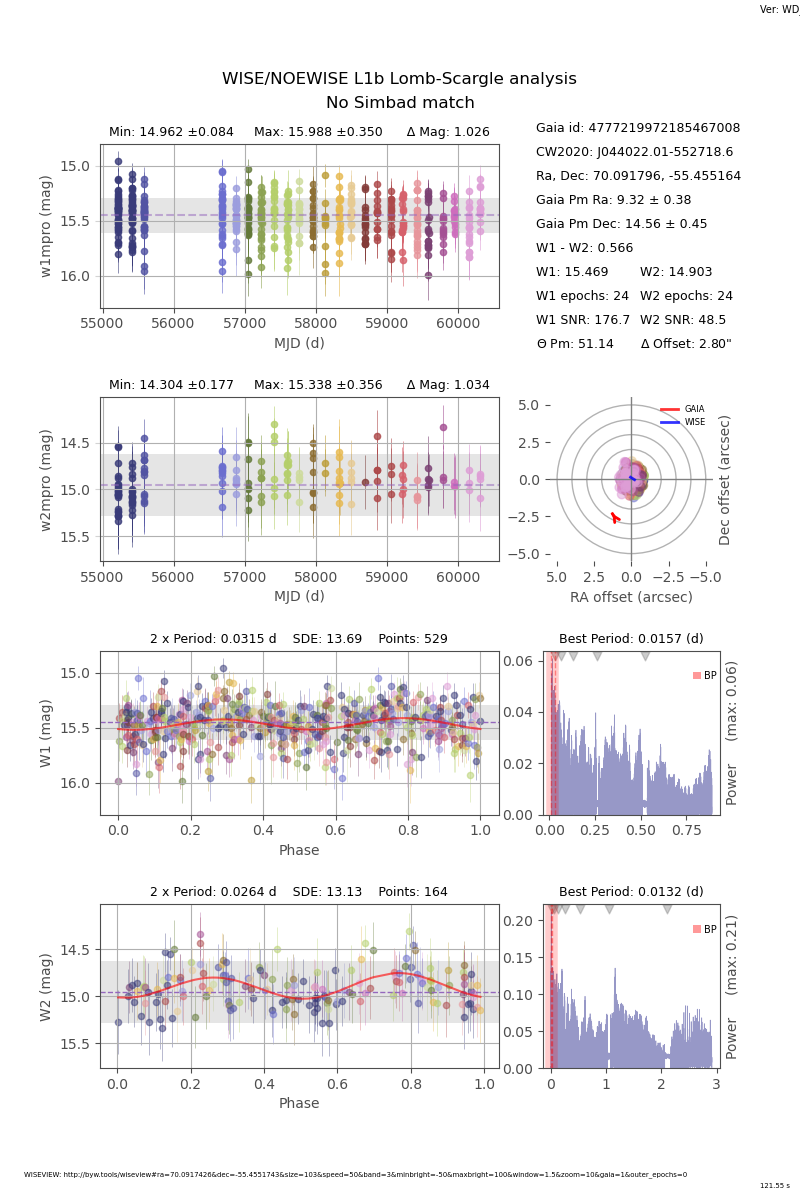 Ver: WD
WISE/NOEWISE L1b Lomb-Scargle analysis
No Simbad match
Min: 14.962 ±0.084 Max: 15.988 ±0.350 Δ Mag: 1.026
w1mpro (mag)
15.0
15.5
16.0
55000 56000 57000 58000 59000 60000
MJD (d)
Gaia id: 4777219972185467008
CW2020: J044022.01-552718.6
Ra, Dec: 70.091796, -55.455164
Gaia Pm Ra: 9.32 ± 0.38
Gaia Pm Dec: 14.56 ± 0.45
W1 - W2: 0.566
W1: 15.469 W2: 14.903
W1 epochs: 24 W2 epochs: 24
W1 SNR: 176.7 W2 SNR: 48.5
Θ Pm: 51.14 Δ Offset: 2.80"
Min: 14.304 ±0.177 Max: 15.338 ±0.356 Δ Mag: 1.034
w2mpro (mag)
14.5
15.0
15.5
55000 56000 57000 58000 59000 60000
MJD (d)
GAIA
WISE
5.0
2.5
0.0
−2.5
−5.0
5.0 2.5 0.0 −2.5 −5.0
RA offset (arcsec)
Dec offset (arcsec)
2 x Period: 0.0315 d SDE: 13.69 Points: 529
W1 (mag)
15.0
15.5
16.0
0.0 0.2 0.4 0.6 0.8 1.0
Phase
Best Period: 0.0157 (d)
BP
0.06
0.04
0.02
0.00
0.00 0.25 0.50 0.75
Power (max: 0.06)
2 x Period: 0.0264 d SDE: 13.13 Points: 164
W2 (mag)
14.5
15.0
15.5
0.0 0.2 0.4 0.6 0.8 1.0
Phase
Best Period: 0.0132 (d)
BP
0.20
0.15
0.10
0.05
0.00
0 1 2 3
Power (max: 0.21)
WISEVIEW: http://byw.tools/wiseview#ra=70.0917426&dec=-55.4551743&size=103&speed=50&band=3&minbright=-50&maxbright=100&window=1.5&zoom=10&gaia=1&outer_epochs=0
121.55 s